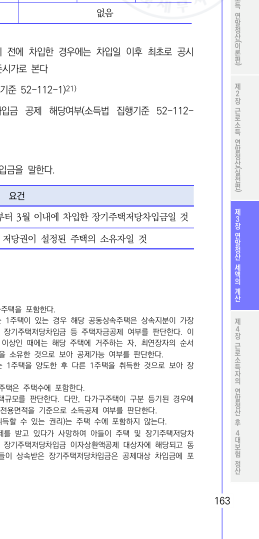 없음
전에 차입한 경우에는 차입일 이후 최초로 공시
시가로 본다
기준 52-112-1)21)
입금 공제 해당여부(소득법 집행기준 52-112-
입금을 말한다.
요건
부터 3월 이내에 차입한 장기주택저당차입금일 것
저당권이 설정된 주택의 소유자일 것
주택을 포함한다.
1주택이 있는 경우 해당 공동상속주택은 상속지분이 가장
장기주택저당차입금 등 주택자금공제 여부를 판단한다. 이
이상인 때에는 해당 주택에 거주하는 자, 최연장자의 순서
을 소유한 것으로 보아 공제가능 여부를 판단한다.
는 1주택을 양도한 후 다른 1주택을 취득한 것으로 보아 장
주택은 주택수에 포함한다.
택규모를 판단한다. 다만, 다가구주택이 구분 등기된 경우에
전용면적을 기준으로 소득공제 여부를 판단한다.
득할 수 있는 권리)는 주택 수에 포함하지 않는다.
제를 받고 있다가 사망하여 아들이 주택 및 장기주택저당차
장기주택저당차입금 이자상환액공제 대상자에 해당되고 동
들이 상속받은 장기주택저당차입금은 공제대상 차입금에 포
제2장 근로소득 연말정산
제3장 연말정산 세액의 계산
제4장 근로소득자의 연말정산 후 4대보험 정산
163